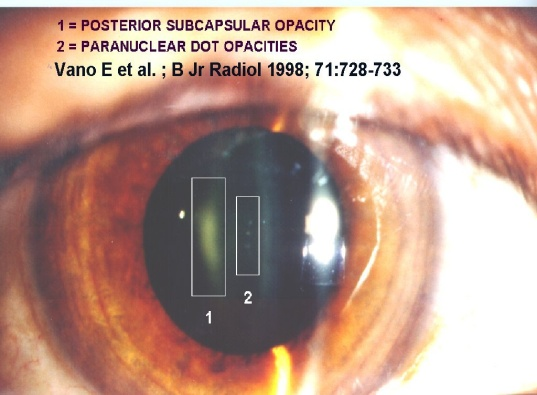 1 = POSTERIOR SUBCAPSULAR OPACITY
2 = PARANUCLEAR DOT OPACITIES
Vano E et al. ; B Jr Radiol 1998; 71:728-733
1
2